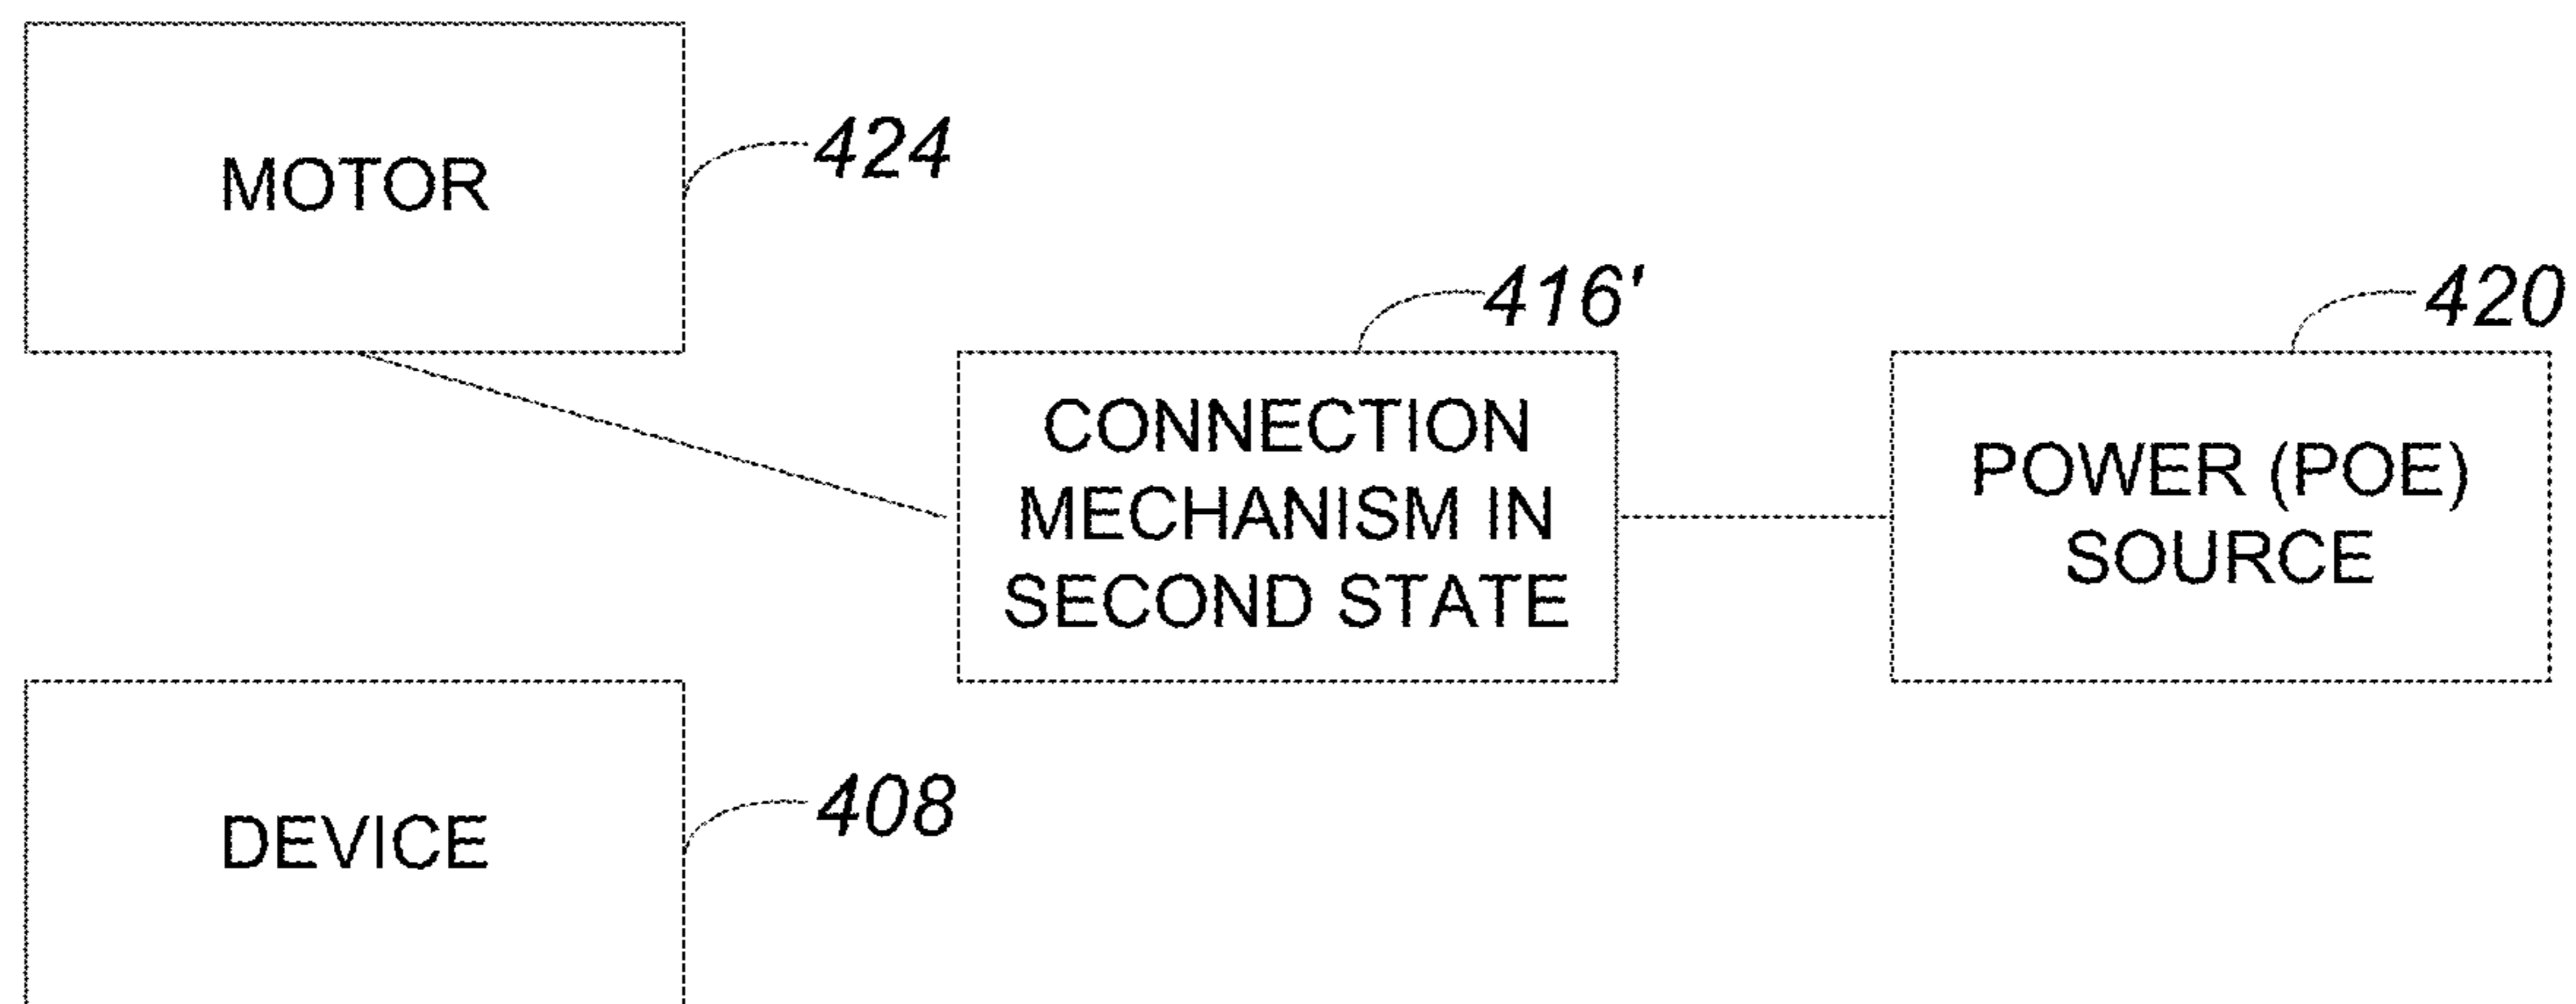 MOTOR
424
416'
420
CONNECTION
MECHANISM IN
SECOND STATE
POWER (POE)
SOURCE
DEVICE
408